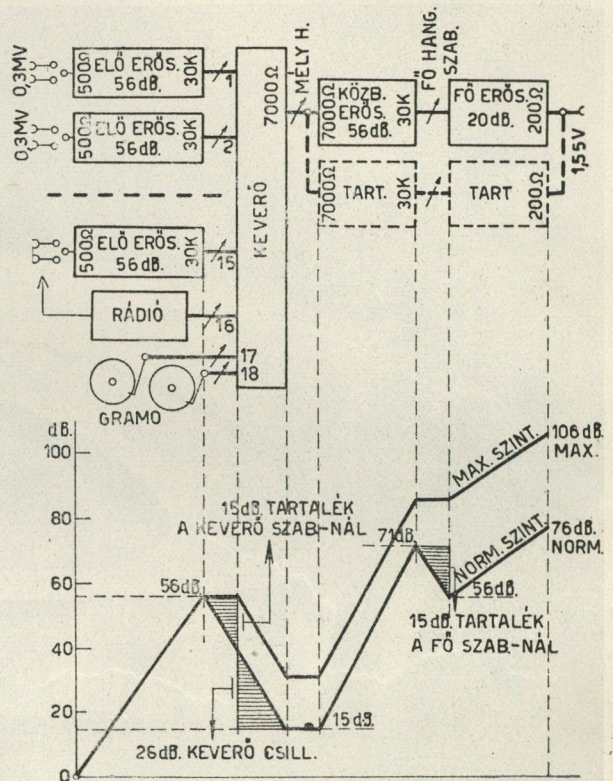 0,3MV
500Ω
ELŐ ERŐS.
56dB.
30K
1
0,3MV
500Ω
ELŐ ERŐS.
56dB.
30K
2
500Ω
ELŐ ERŐS.
56dB.
30K
15
RÁDIÓ
16
17
18
GRAMO
KEVERŐ
7000Ω
MÉLY H.
7000Ω
KÖZB.
ERŐS.
56dB.
30K
FŐ HANG.
SZAB.
FŐ ERŐS.
20dB.
200Ω
1,55V
7000Ω
TART.
30K
TART
200Ω
dB.
100
80
60
40
20
0
56dB.
15dB. TARTALÉK
A KEVERŐ SZAB-NÁL
26dB. KEVERŐ CSILL.
15dB.
71dB.
MAX. SZINT.
106dB.
MAX.
NORM. SZINT.
76dB.
NORM.
56dB.
15dB. TARTALÉK
A FŐ SZAB-NÁL